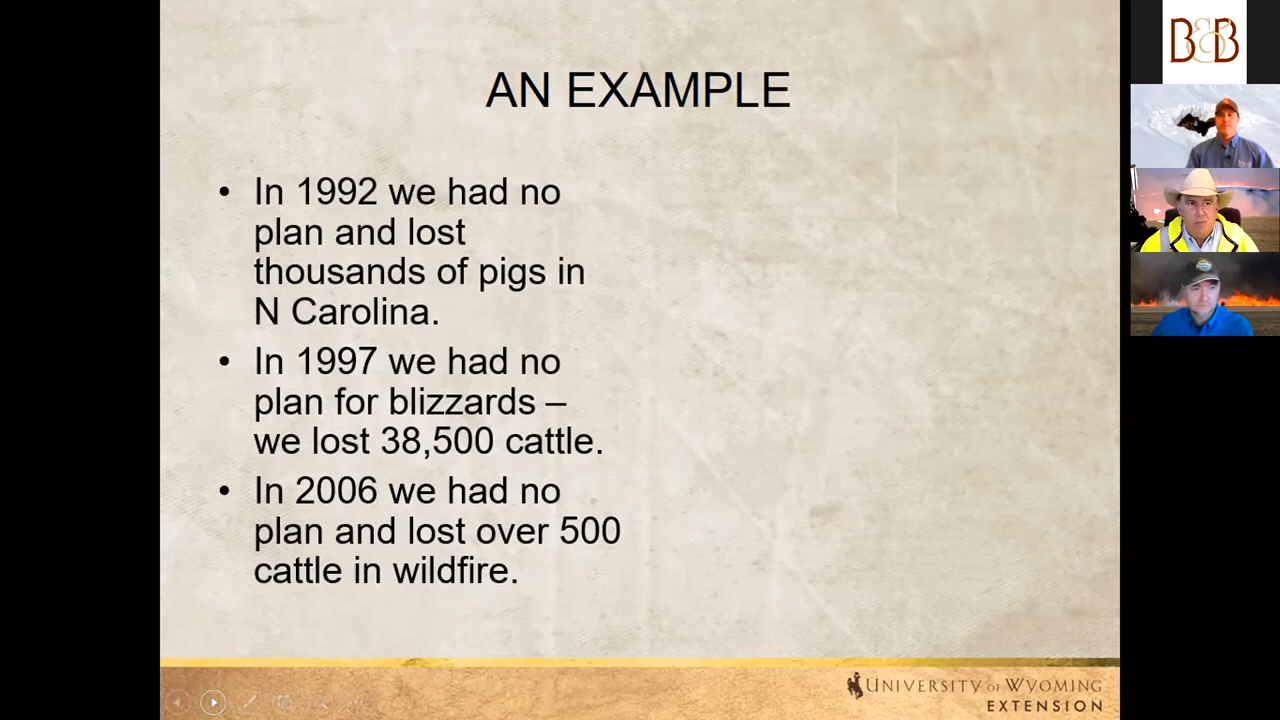 AN EXAMPLE
• In 1992 we had no
plan and lost
thousands of pigs in
N Carolina.
• In 1997 we had no
plan for blizzards –
we lost 38,500 cattle.
• In 2006 we had no
plan and lost over 500
cattle in wildfire.
UNIVERSITY OF WYOMING
EXTENSION
B&B